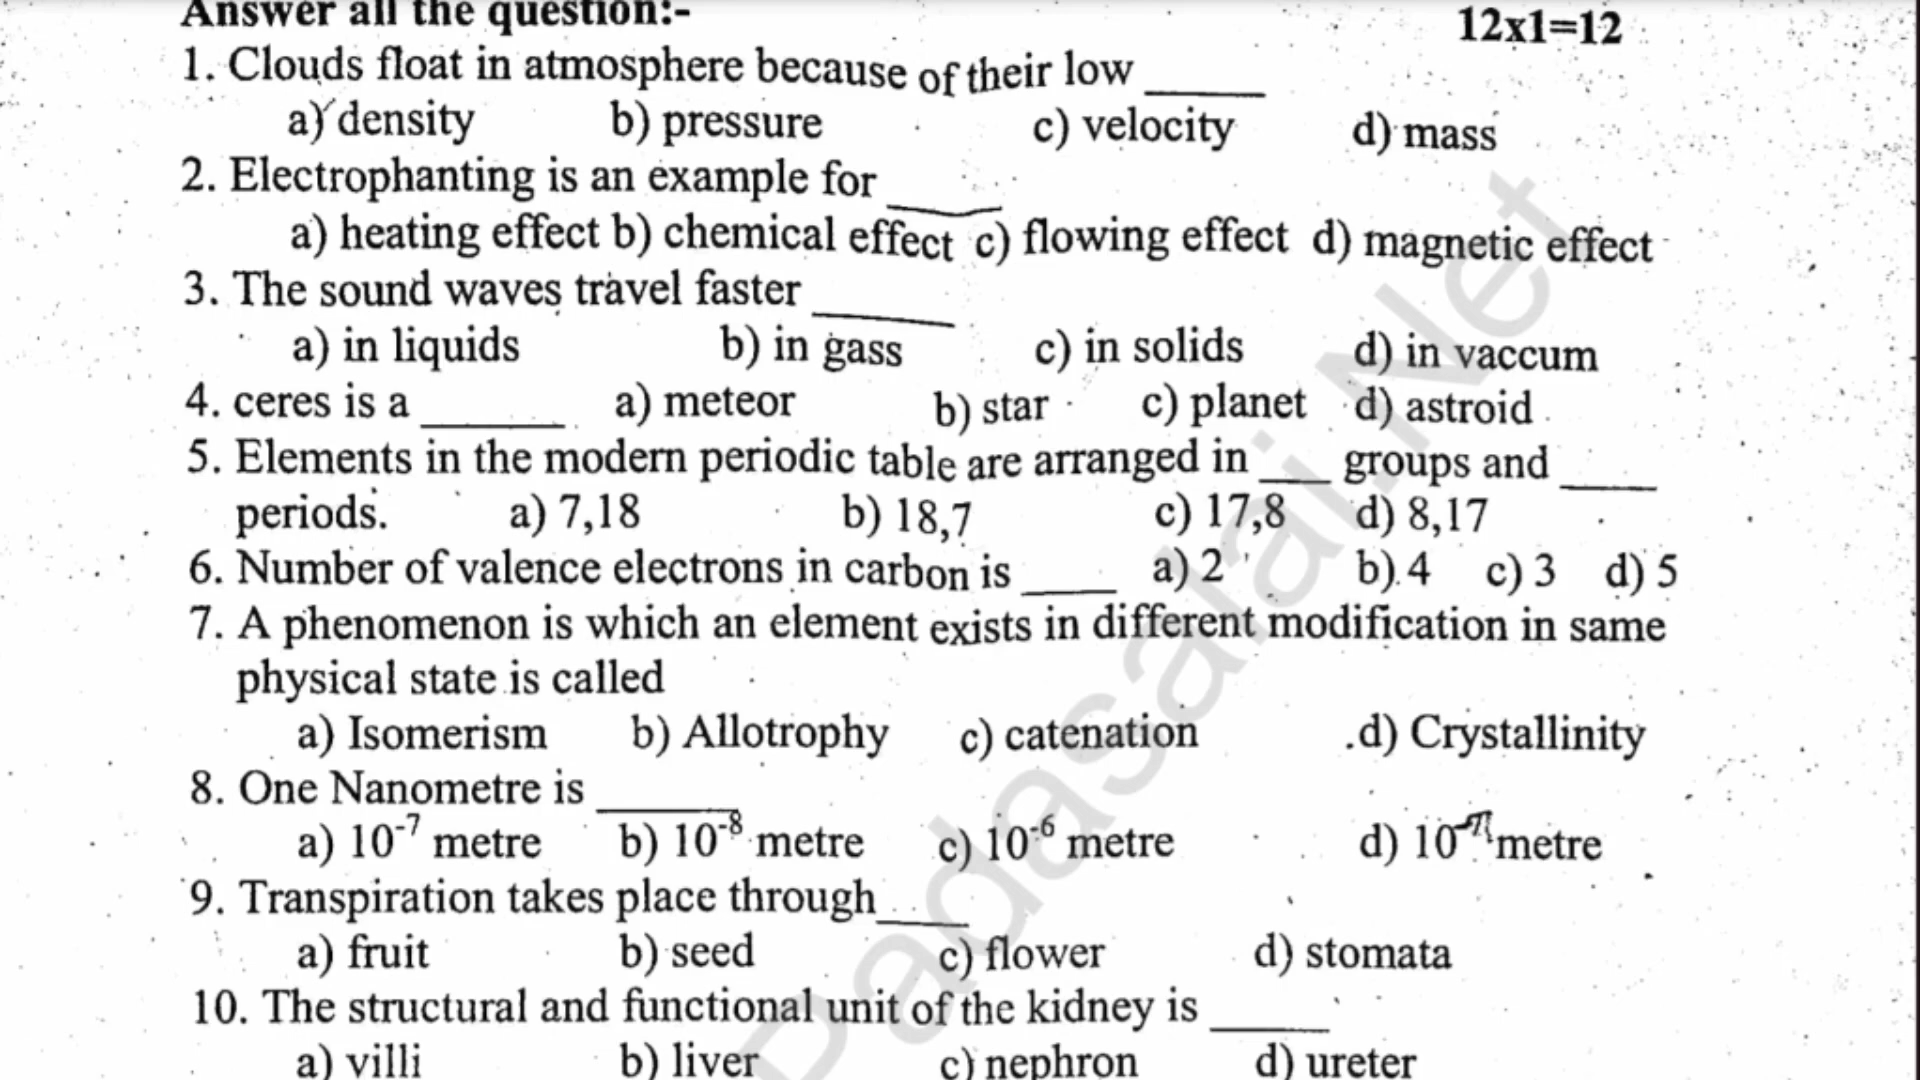 Answer all the question:- 12x1=12
1. Clouds float in atmosphere because of their low _____
a) density b) pressure c) velocity d) mass
2. Electrophanting is an example for _____
a) heating effect b) chemical effect c) flowing effect d) magnetic effect
3. The sound waves travel faster _____
a) in liquids b) in gass c) in solids d) in vaccum
4. ceres is a _____ a) meteor b) star c) planet d) astroid
5. Elements in the modern periodic table are arranged in ___ groups and ____
periods. a) 7,18 b) 18,7 c) 17,8 d) 8,17
6. Number of valence electrons in carbon is ____ a) 2 b) 4 c) 3 d) 5
7. A phenomenon is which an element exists in different modification in same
physical state is called
a) Isomerism b) Allotrophy c) catenation d) Crystallinity
8. One Nanometre is _____
a) 10⁻⁷ metre b) 10⁻⁸ metre c) 10⁻⁶ metre d) 10 metre
9. Transpiration takes place through ____
a) fruit b) seed c) flower d) stomata
10. The structural and functional unit of the kidney is _____
a) villi b) liver c) nephron d) ureter
Padasalai.Net